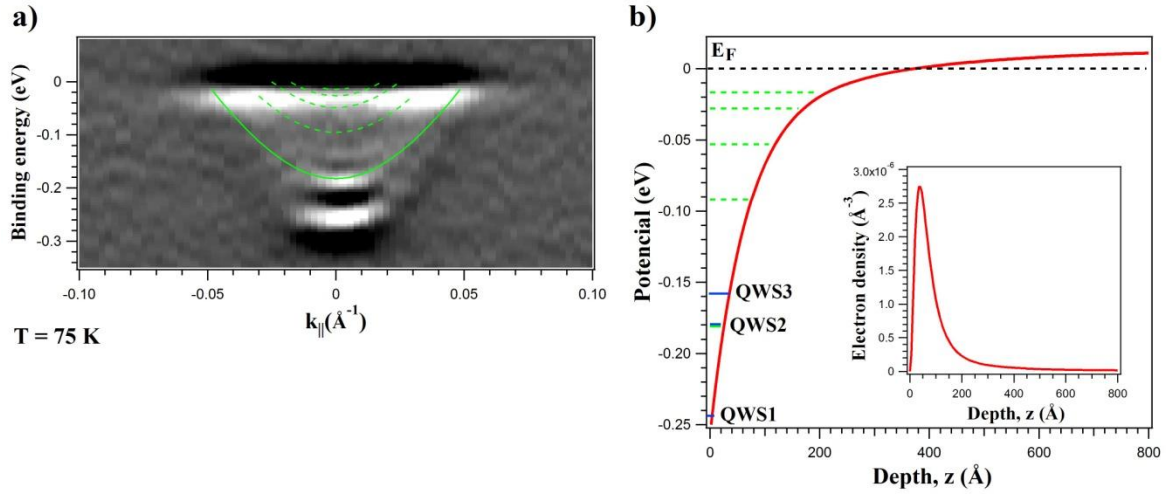 a)
Binding energy (eV)
0
-0.1
-0.2
-0.3
-0.10
-0.05
0
0.05
0.10
k||(Å-1)
T = 75 K
b)
EF
Potencial (eV)
0
-0.05
-0.10
-0.15
-0.20
-0.25
QWS3
QWS2
QWS1
0
200
400
600
800
Depth, z (Å)
Electron density (Å-3)
3.0x10-6
2.5
2.0
1.5
1.0
0.5
0
0
200
400
600
800
Depth, z (Å)